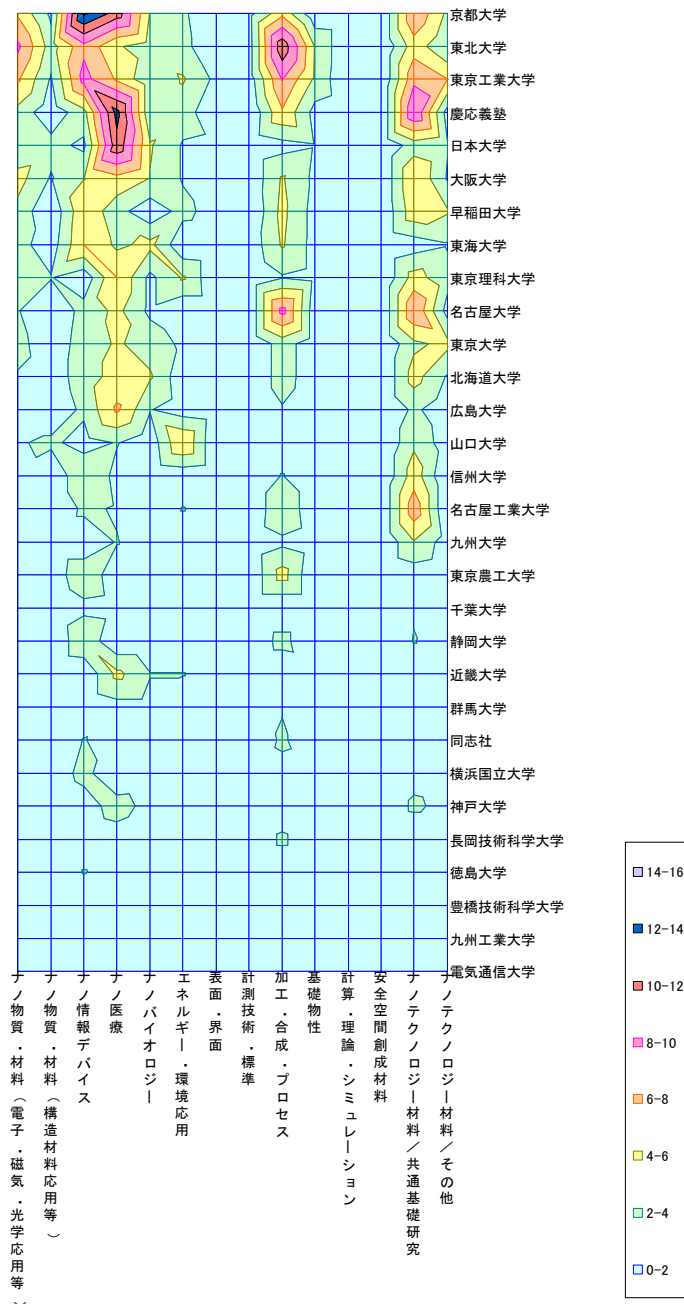 京都大学
東北大学
東京工業大学
慶応義塾
日本大学
大阪大学
早稲田大学
東海大学
東京理科大学
名古屋大学
東京大学
北海道大学
広島大学
山口大学
信州大学
名古屋工業大学
九州大学
東京農工大学
千葉大学
静岡大学
近畿大学
群馬大学
同志社
横浜国立大学
神戸大学
長岡技術科学大学
徳島大学
豊橋技術科学大学
九州工業大学
電気通信大学
ナノ物質・材料（電子・磁気・光学応用等）
ナノ物質・材料（構造材料応用等）
ナノ情報デバイス
ナノ医療
ナノバイオロジー
エネルギー・環境応用
表面・界面
計測技術・標準
加工・合成・プロセス
基礎物性
計算・理論・シミュレーション
安全空間創成材料
ナノテクノロジー材料／共通基礎研究
ナノテクノロジー材料／その他
14-16
12-14
10-12
8-10
6-8
4-6
2-4
0-2